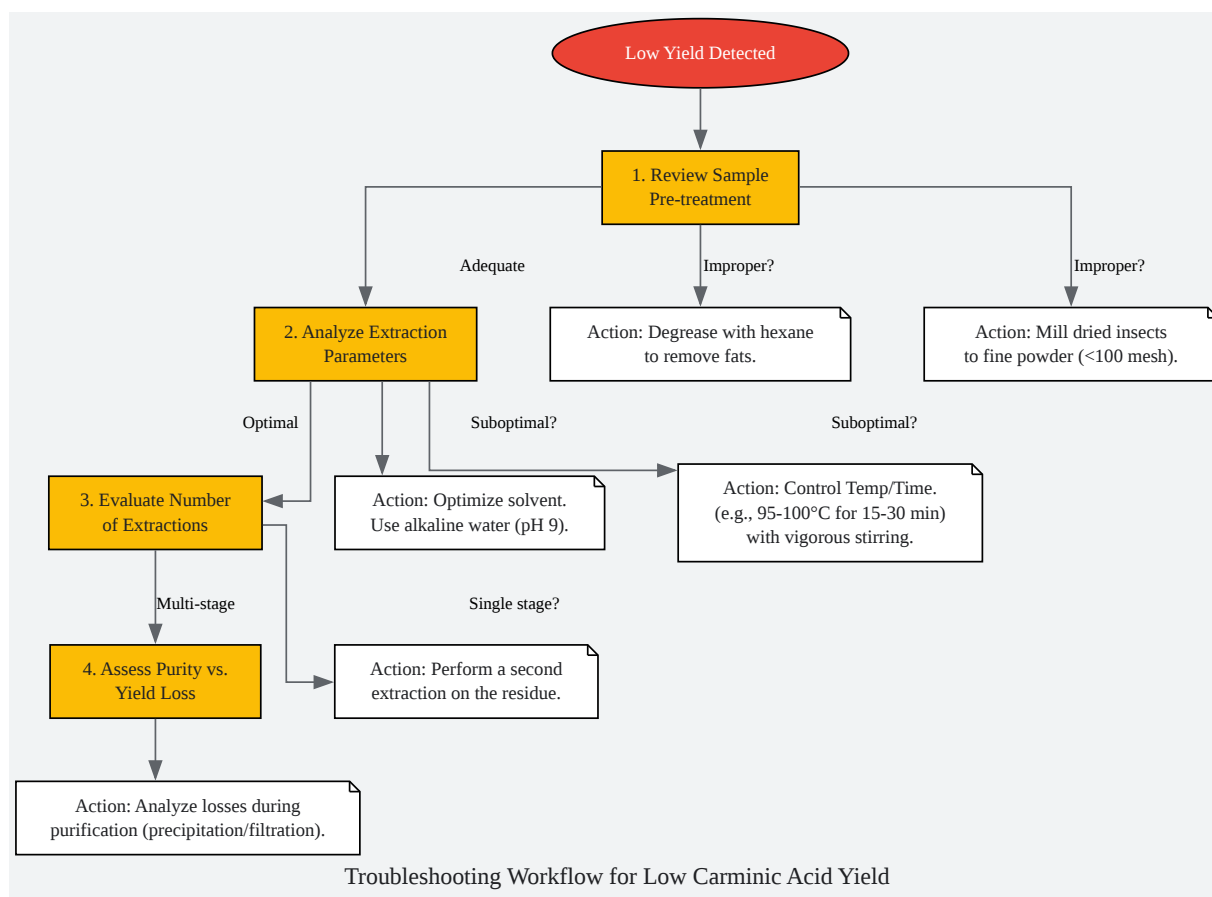 Low Yield Detected
1. Review Sample
Pre-treatment
Adequate
Improper?
Improper?
2. Analyze Extraction
Parameters
Action: Degrease with hexane
to remove fats.
Action: Mill dried insects
to fine powder (<100 mesh).
Optimal
Suboptimal?
Suboptimal?
3. Evaluate Number
of Extractions
Action: Optimize solvent.
Use alkaline water (pH 9).
Action: Control Temp/Time.
(e.g., 95-100°C for 15-30 min)
with vigorous stirring.
Multi-stage
Single stage?
4. Assess Purity vs.
Yield Loss
Action: Perform a second
extraction on the residue.
Action: Analyze losses during
purification (precipitation/filtration).
Troubleshooting Workflow for Low Carminic Acid Yield